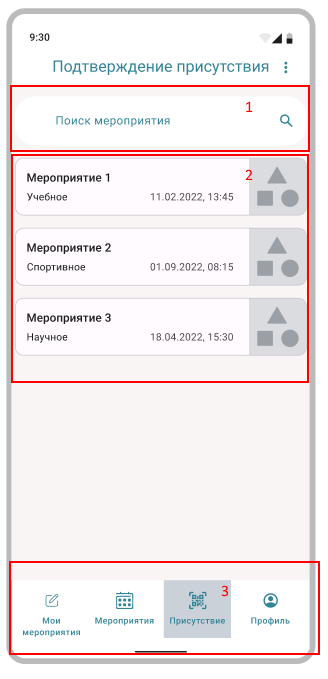 9:30
Подтверждение присутствия
1
Поиск мероприятия
2
Мероприятие 1
Учебное 11.02.2022, 13:45
Мероприятие 2
Спортивное 01.09.2022, 08:15
Мероприятие 3
Научное 18.04.2022, 15:30
3
Мои мероприятия
Мероприятия
Присутствие
Профиль